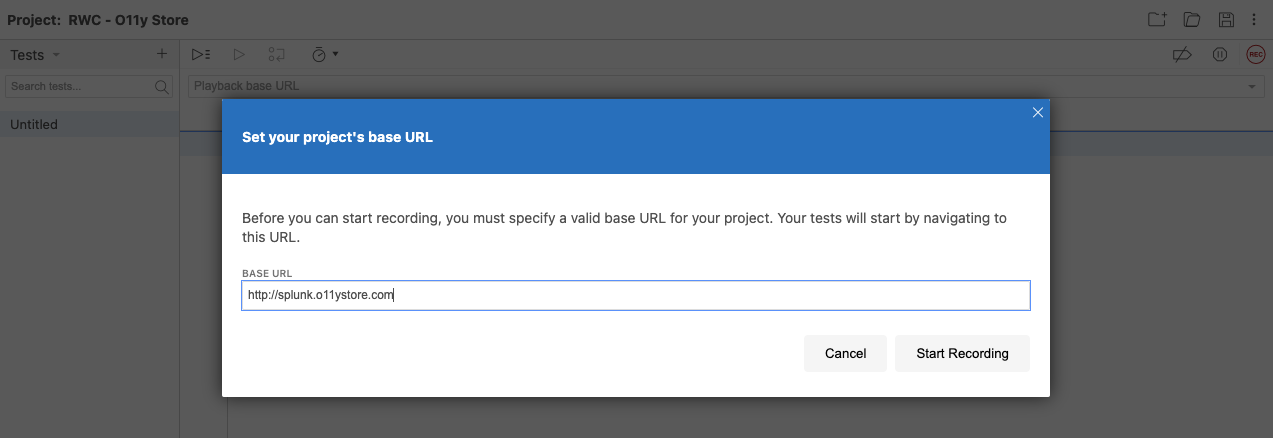 Project: RWC - O11y Store
Tests
Search tests...
Playback base URL
REC
Untitled
Set your project's base URL
Before you can start recording, you must specify a valid base URL for your project. Your tests will start by navigating to
this URL.
BASE URL
http://splunk.o11ystore.com
Cancel
Start Recording